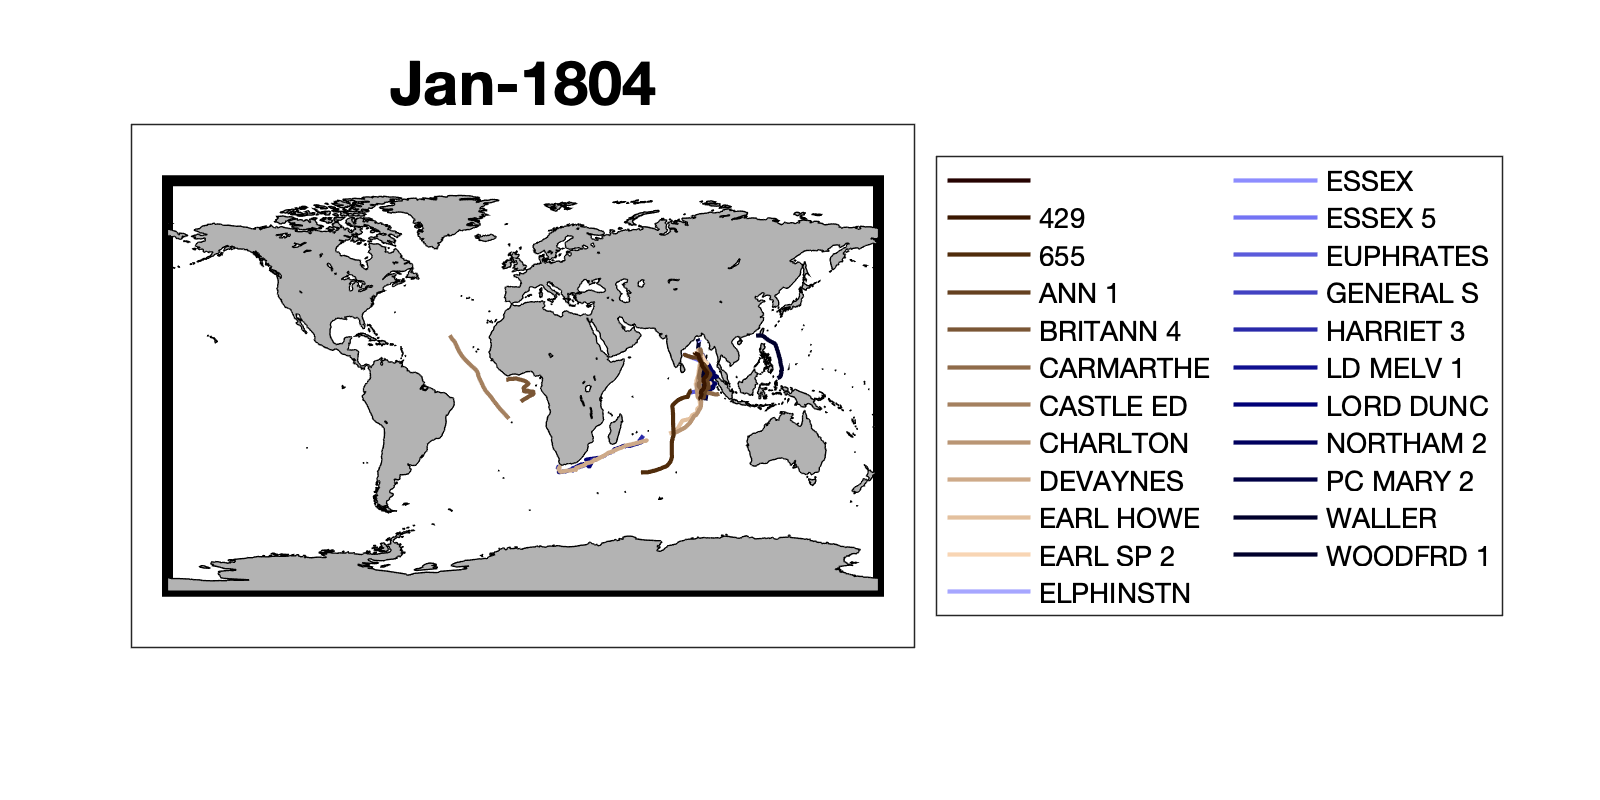 Jan-1804
429
655
ANN 1
BRITANN 4
CARMARTHE
CASTLE ED
CHARLTON
DEVAYNES
EARL HOWE
EARL SP 2
ELPHINSTN
ESSEX
ESSEX 5
EUPHRATES
GENERAL S
HARRIET 3
LD MELV 1
LORD DUNC
NORTHAM 2
PC MARY 2
WALLER
WOODFRD 1